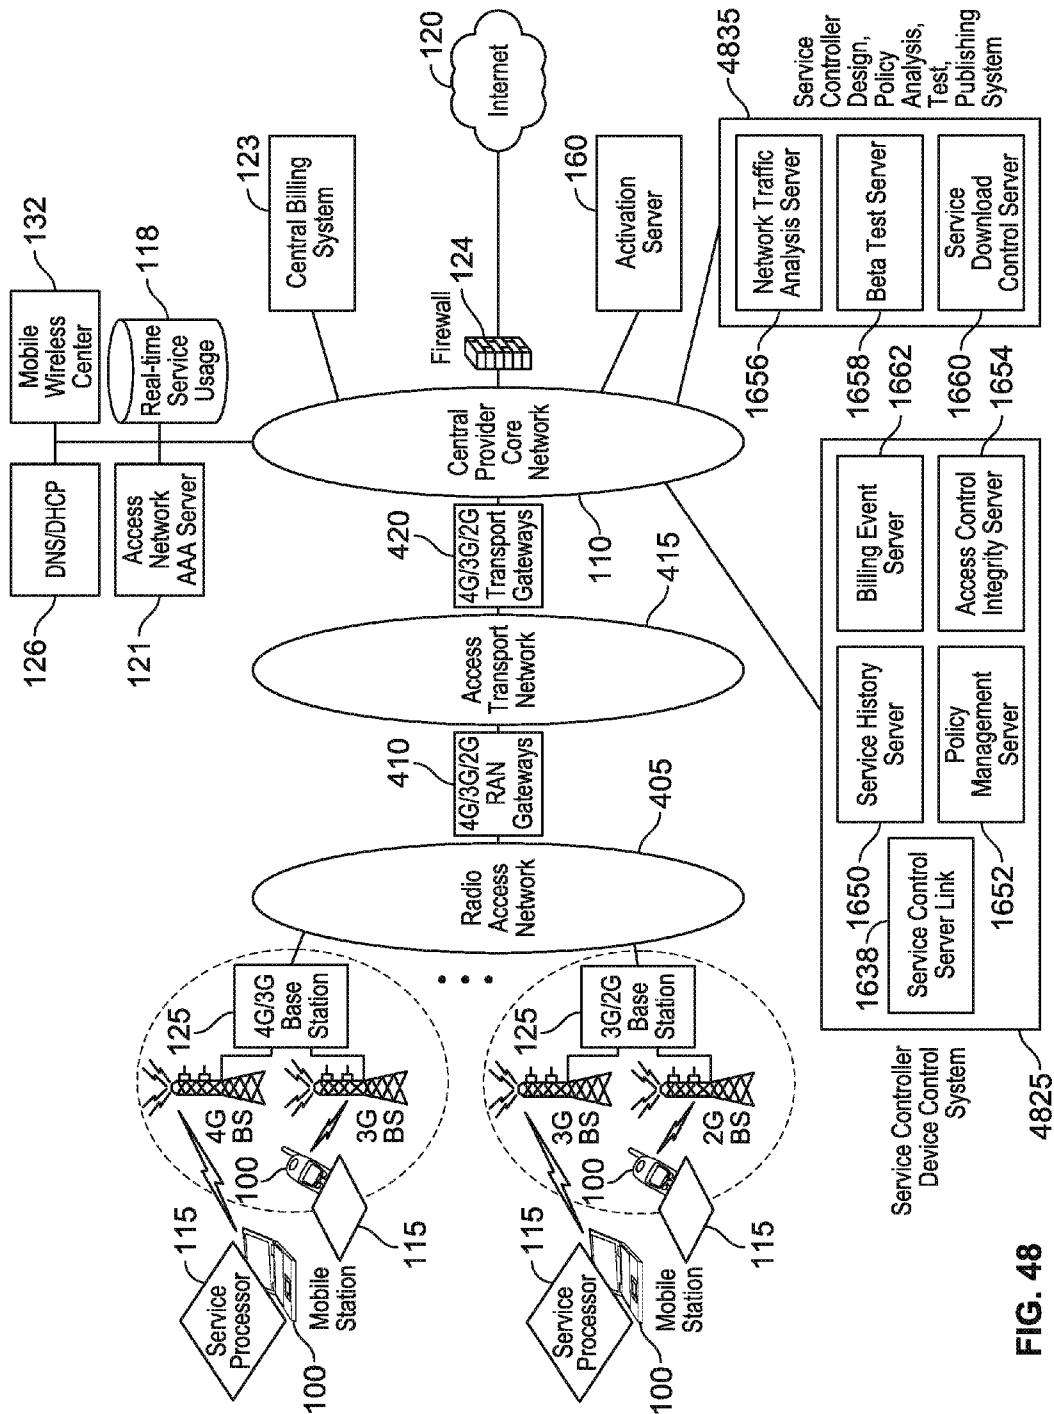 126
DNS/DHCP
Mobile
Wireless
Center
132
121
Access
Network
AAA Server
Real-time
Service
Usage
118
Central Billing
System
123
100
Service
Processor
115
Mobile
Station
100
115
4G
BS
3G
BS
125
4G/3G
Base
Station
100
Service
Processor
115
Mobile
Station
100
115
3G
BS
2G
BS
125
3G/2G
Base
Station
Radio
Access
Network
405
410
4G/3G/2G
RAN
Gateways
Access
Transport
Network
415
420
4G/3G/2G
Transport
Gateways
Central
Provider
Core
Network
110
Firewall
124
Internet
120
Activation
Server
160
Service Controller
Device Control
System
4825
1638
Service Control
Server Link
1650
Service History
Server
1652
Policy
Management
Server
Billing Event
Server
1662
Access Control
Integrity Server
1654
4835
Service
Controller
Design,
Policy
Analysis,
Test,
Publishing
System
1656
Network Traffic
Analysis Server
1658
Beta Test Server
1660
Service
Download
Control Server
FIG. 48